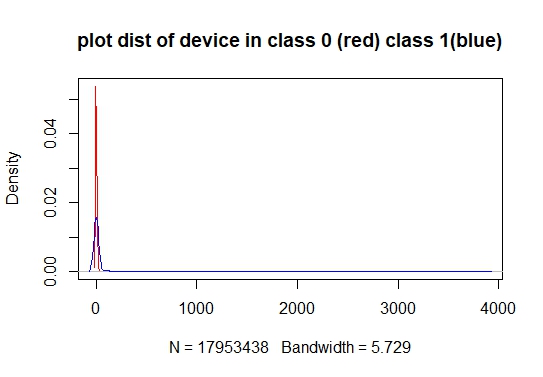 plot dist of device in class 0 (red) class 1(blue)
Density
0.04
0.02
0.00
0 1000 2000 3000 4000
N = 17953438 Bandwidth = 5.729